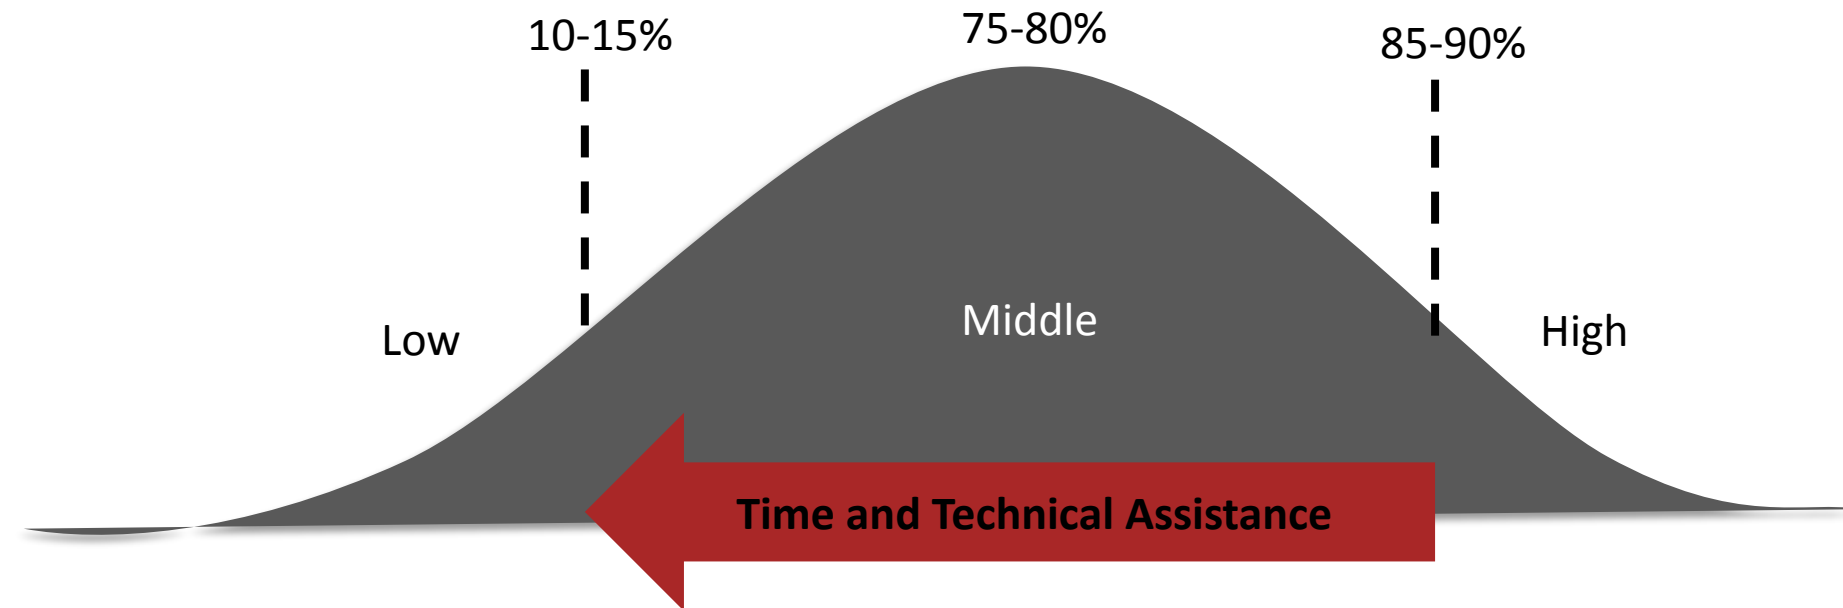 10-15%
75-80%
85-90%
Low
Middle
High
Time and Technical Assistance